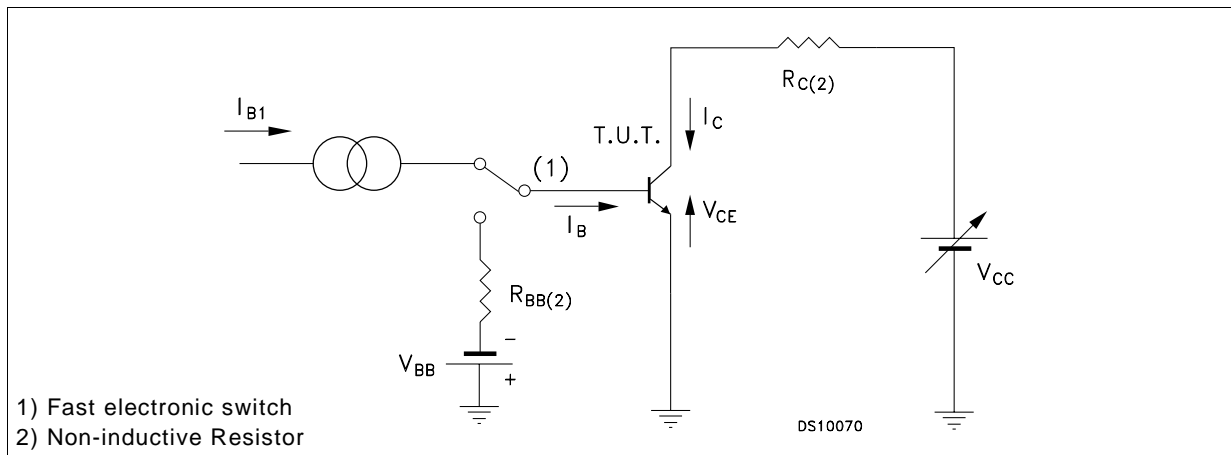 R_C(2)
I_B1
I_C
T.U.T.
(1)
I_B
V_CE
V_CC
R_BB(2)
-
V_BB
+
1) Fast electronic switch
2) Non-inductive Resistor
DS10070